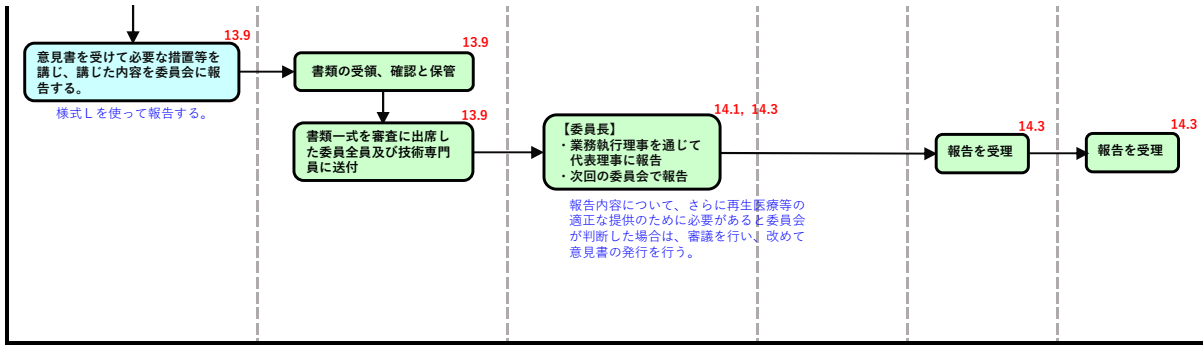 13.9
意見書を受けて必要な措置等を
講じ、講じた内容を委員会に報
告する。
様式Ｌを使って報告する。
13.9
書類の受領、確認と保管
13.9
書類一式を審査に出席し
た委員全員及び技術専門
員に送付
14.1, 14.3
【委員長】
・業務執行理事を通じて
代表理事に報告
・次回の委員会で報告
報告内容について、さらに再生医療等の
適正な提供のために必要があると委員会
が判断した場合は、審議を行い、改めて
意見書の発行を行う。
14.3
報告を受理
14.3
報告を受理